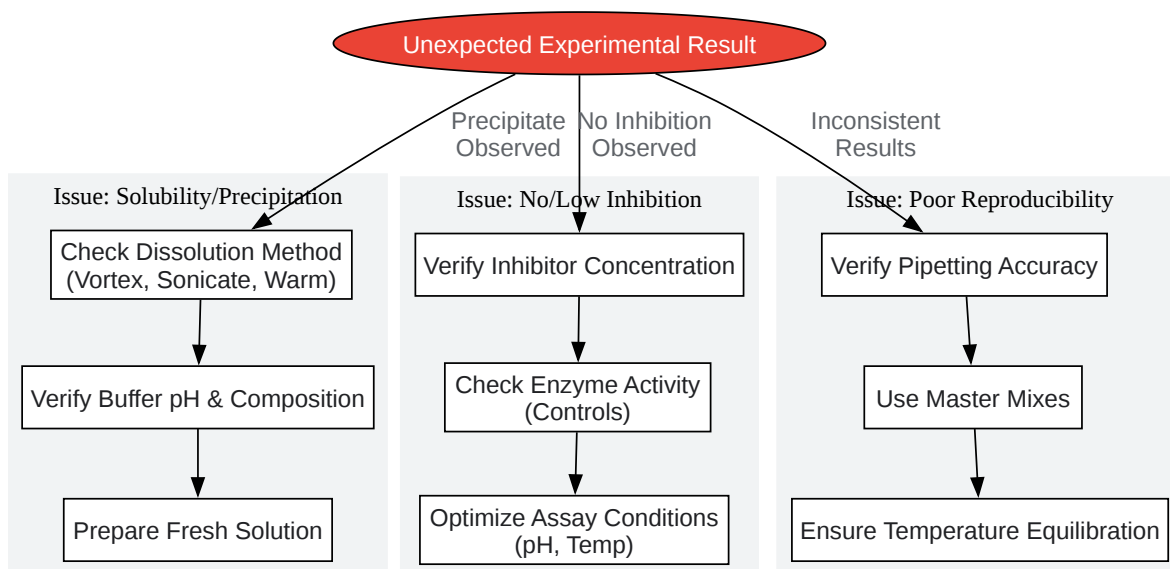 Unexpected Experimental Result
Precipitate
Observed
No Inhibition
Observed
Inconsistent
Results
Issue: Solubility/Precipitation
Check Dissolution Method
(Vortex, Sonicate, Warm)
Verify Buffer pH & Composition
Prepare Fresh Solution
Issue: No/Low Inhibition
Verify Inhibitor Concentration
Check Enzyme Activity
(Controls)
Optimize Assay Conditions
(pH, Temp)
Issue: Poor Reproducibility
Verify Pipetting Accuracy
Use Master Mixes
Ensure Temperature Equilibration